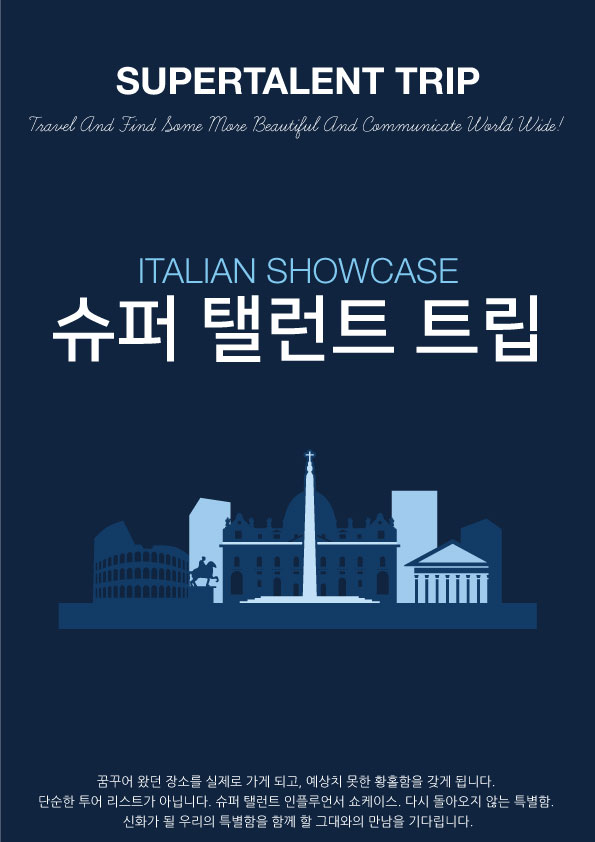 SUPERTALENT TRIP
Travel And Find Some More Beautiful And Communicate World Wide!
ITALIAN SHOWCASE
슈퍼 탤런트 트립
꿈꾸어 왔던 장소를 실제로 가게 되고, 예상치 못한 황홀함을 갖게 됩니다.
단순한 투어 리스트가 아닙니다. 슈퍼 탤런트 인플루언서 쇼케이스. 다시 돌아오지 않는 특별함.
신화가 될 우리의 특별함을 함께 할 그대와의 만남을 기다립니다.